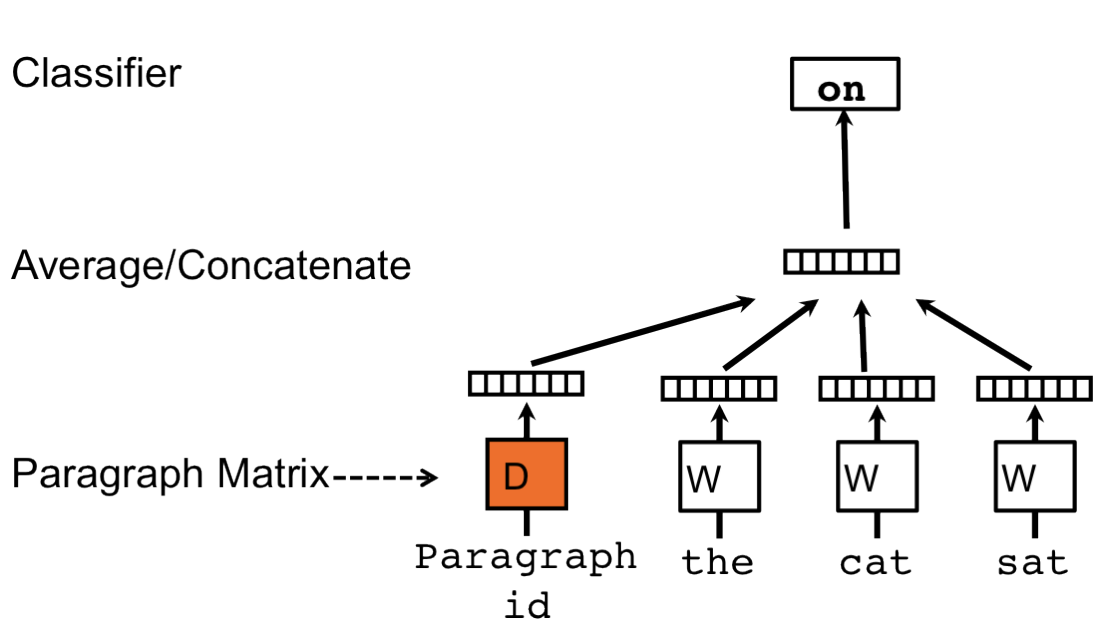 Classifier
on
Average/Concatenate
Paragraph Matrix
D
W
W
W
Paragraph
id
the
cat
sat